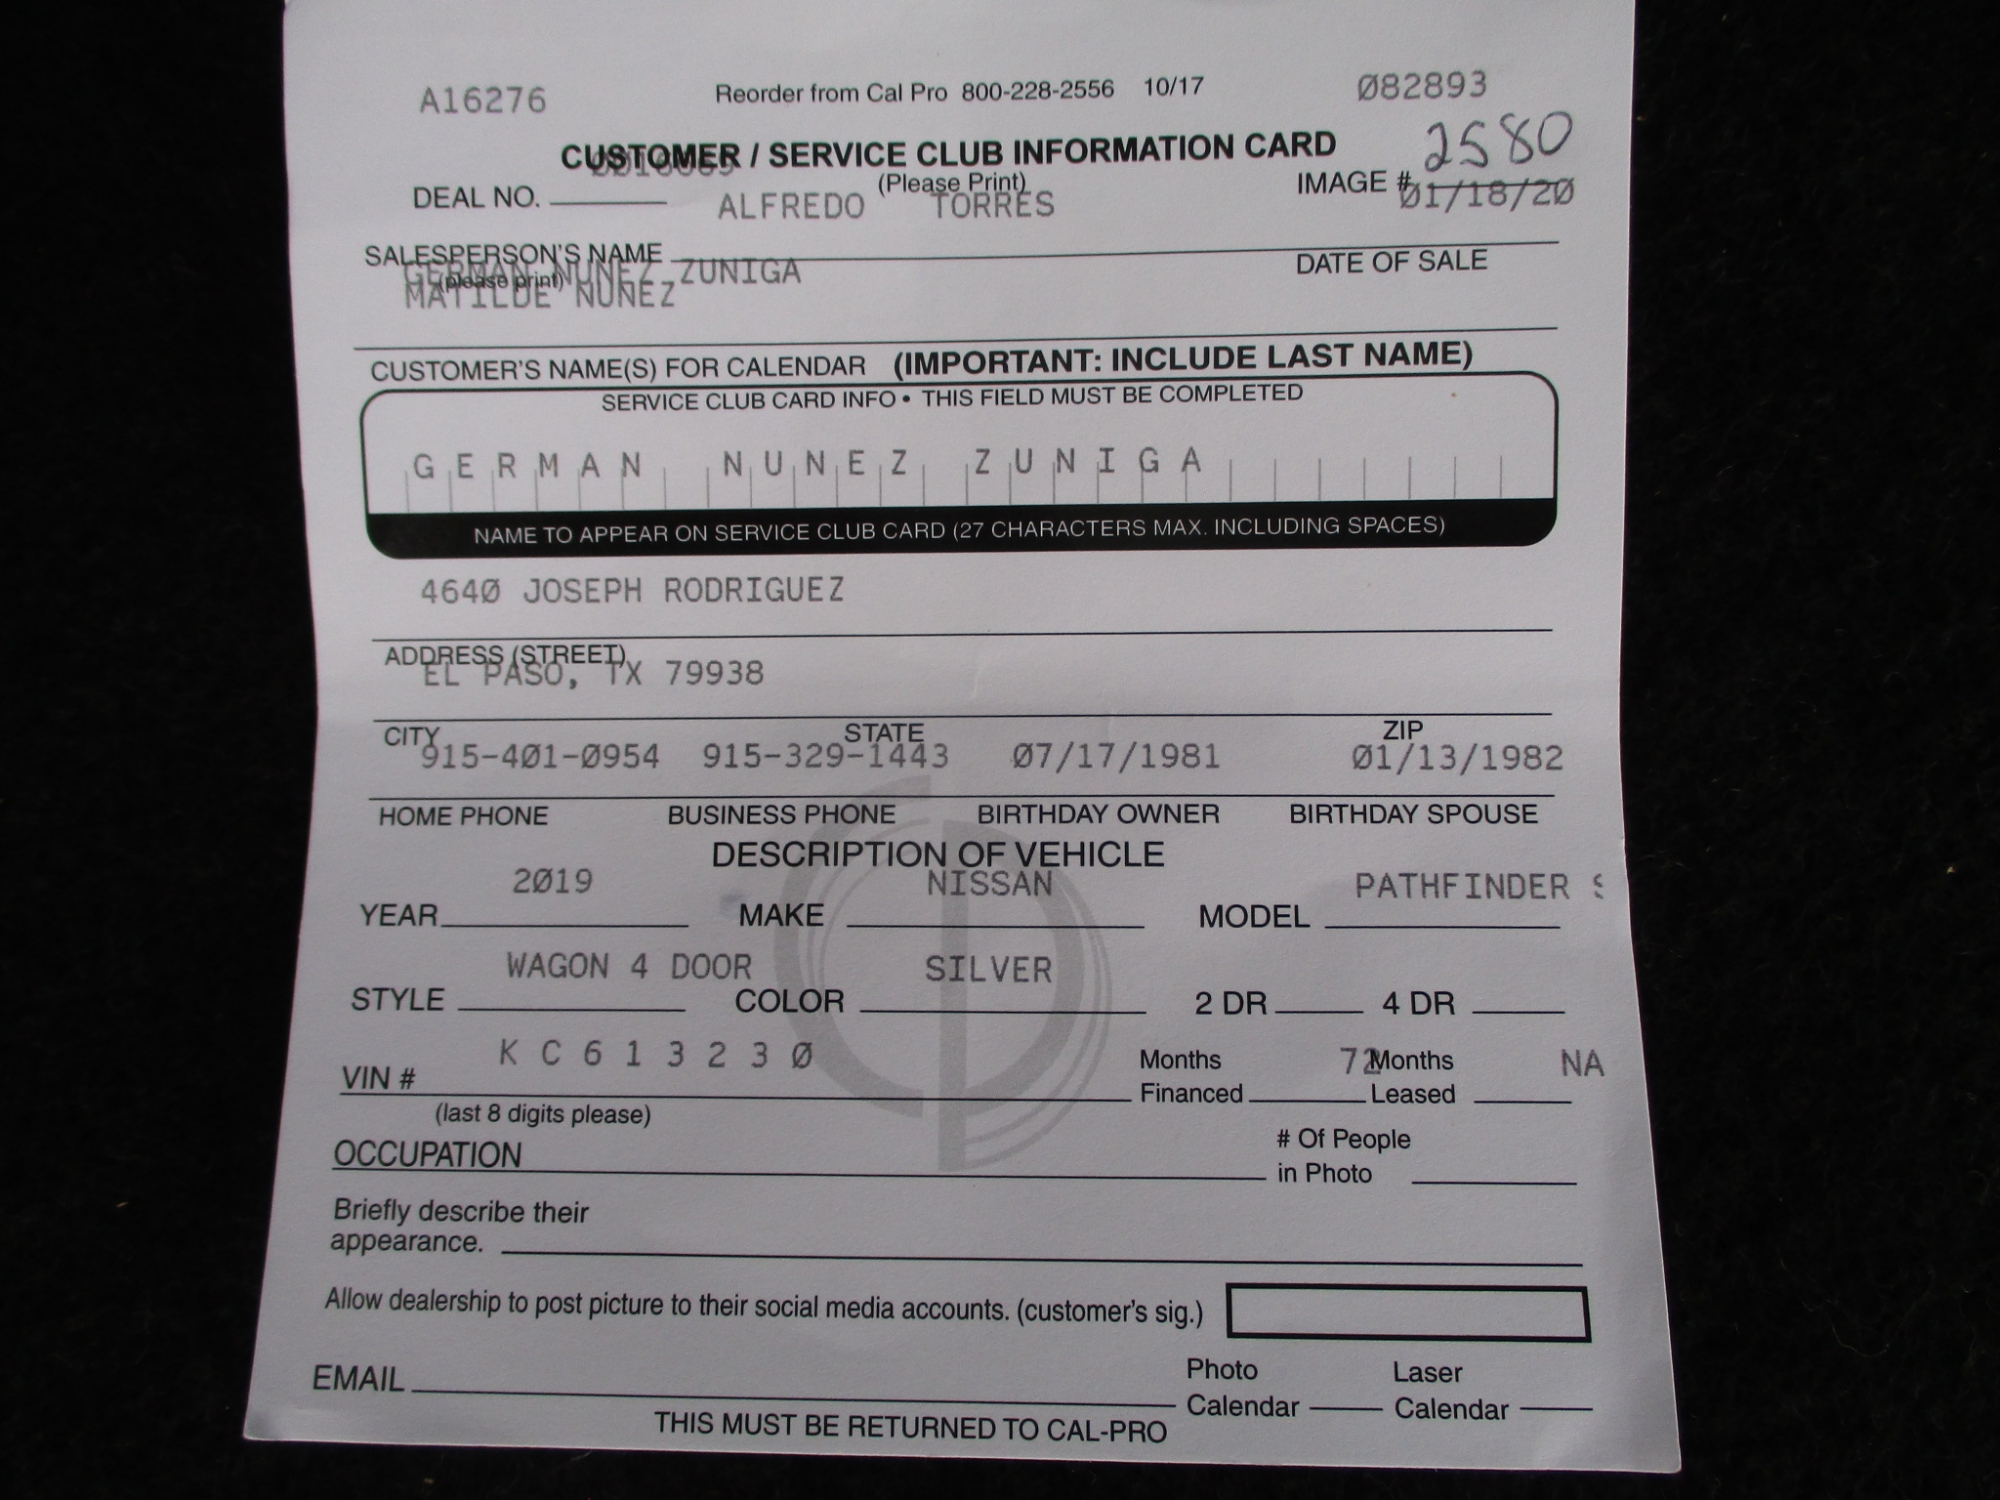 A16276 Reorder from Cal Pro 800-228-2556 10/17 Ø82893
CUSTOMER / SERVICE CLUB INFORMATION CARD 2580
(Please Print)
DEAL NO. IMAGE #
ALFREDO TORRES Ø1/18/2Ø
SALESPERSON'S NAME DATE OF SALE
(please print)
GERMAN NUNEZ ZUNIGA
MATILDE NUNEZ
CUSTOMER'S NAME(S) FOR CALENDAR (IMPORTANT: INCLUDE LAST NAME)
SERVICE CLUB CARD INFO • THIS FIELD MUST BE COMPLETED
GERMAN NUNEZ ZUNIGA
NAME TO APPEAR ON SERVICE CLUB CARD (27 CHARACTERS MAX. INCLUDING SPACES)
464Ø JOSEPH RODRIGUEZ
ADDRESS (STREET)
EL PASO, TX 79938
CITY STATE ZIP
915-4Ø1-Ø954 915-329-1443 Ø7/17/1981 Ø1/13/1982
HOME PHONE BUSINESS PHONE BIRTHDAY OWNER BIRTHDAY SPOUSE
DESCRIPTION OF VEHICLE
2Ø19 NISSAN PATHFINDER S
YEAR MAKE MODEL
WAGON 4 DOOR SILVER
STYLE COLOR 2 DR 4 DR
KC61323Ø Months 72 Months NA
VIN # Financed Leased
(last 8 digits please)
OCCUPATION # Of People
in Photo
Briefly describe their
appearance.
Allow dealership to post picture to their social media accounts. (customer's sig.)
EMAIL Photo Laser
Calendar Calendar
THIS MUST BE RETURNED TO CAL-PRO